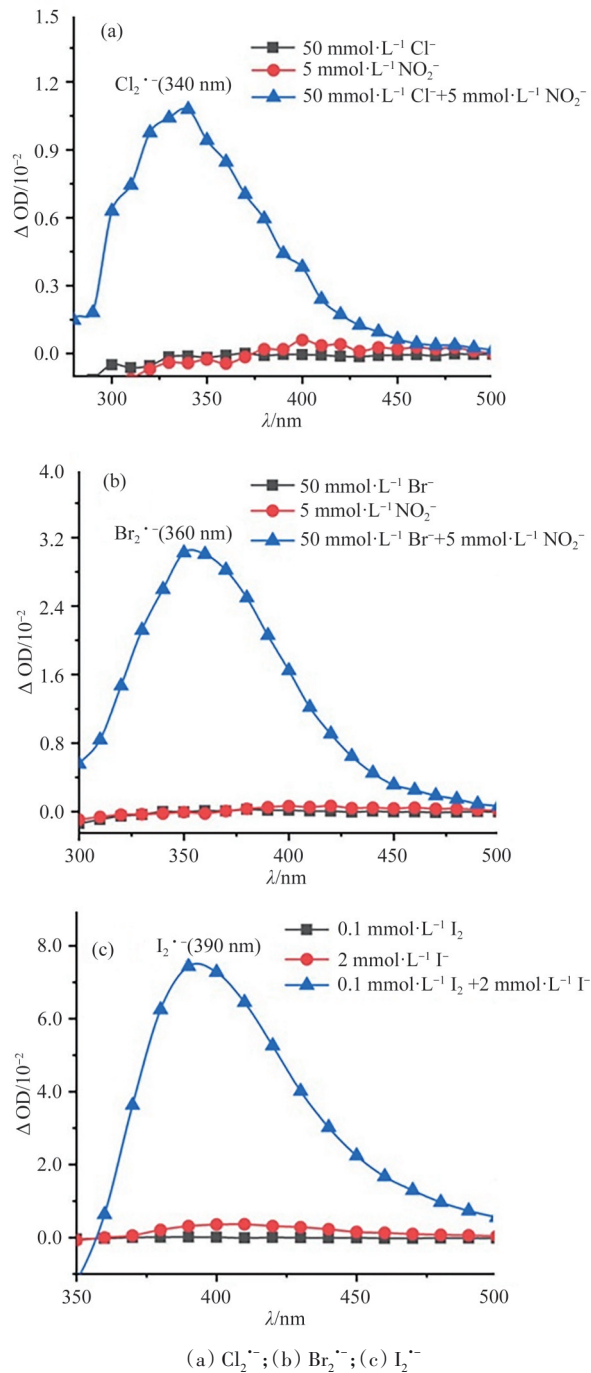 (a)
50 mmol·L⁻¹ Cl⁻
5 mmol·L⁻¹ NO₂⁻
50 mmol·L⁻¹ Cl⁻+5 mmol·L⁻¹ NO₂⁻
Cl₂•⁻(340 nm)
1.5
1.2
0.9
0.6
0.3
0.0
Δ OD/10⁻²
300 350 400 450 500
λ/nm
(b)
50 mmol·L⁻¹ Br⁻
5 mmol·L⁻¹ NO₂⁻
50 mmol·L⁻¹ Br⁻+5 mmol·L⁻¹ NO₂⁻
Br₂•⁻(360 nm)
4.0
3.2
2.4
1.6
0.8
0.0
Δ OD/10⁻²
300 350 400 450 500
λ/nm
(c)
0.1 mmol·L⁻¹ I₂
2 mmol·L⁻¹ I⁻
0.1 mmol·L⁻¹ I₂ +2 mmol·L⁻¹ I⁻
I₂•⁻(390 nm)
8.0
6.0
4.0
2.0
0.0
Δ OD/10⁻²
350 400 450 500
λ/nm
(a) Cl₂•⁻;(b) Br₂•⁻;(c) I₂•⁻